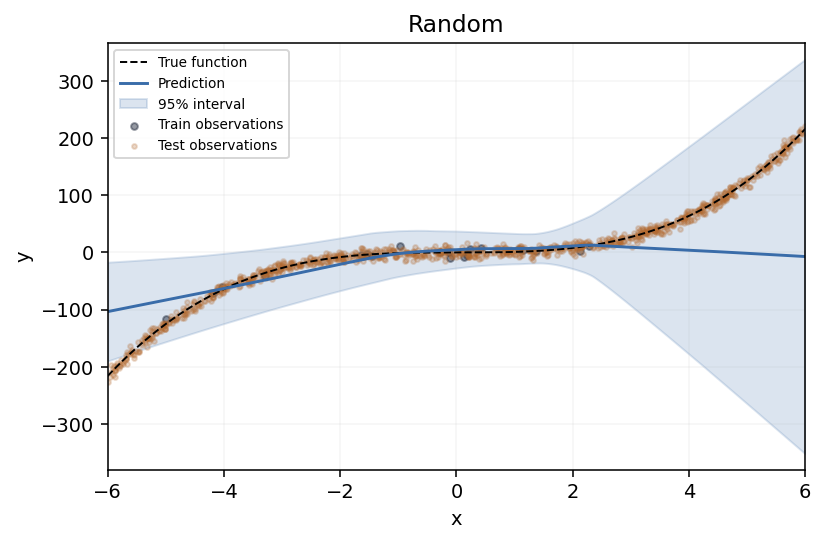 Random
True function
Prediction
95% interval
Train observations
Test observations
300
200
100
0
−100
−200
−300
y
−6
−4
−2
0
2
4
6
x